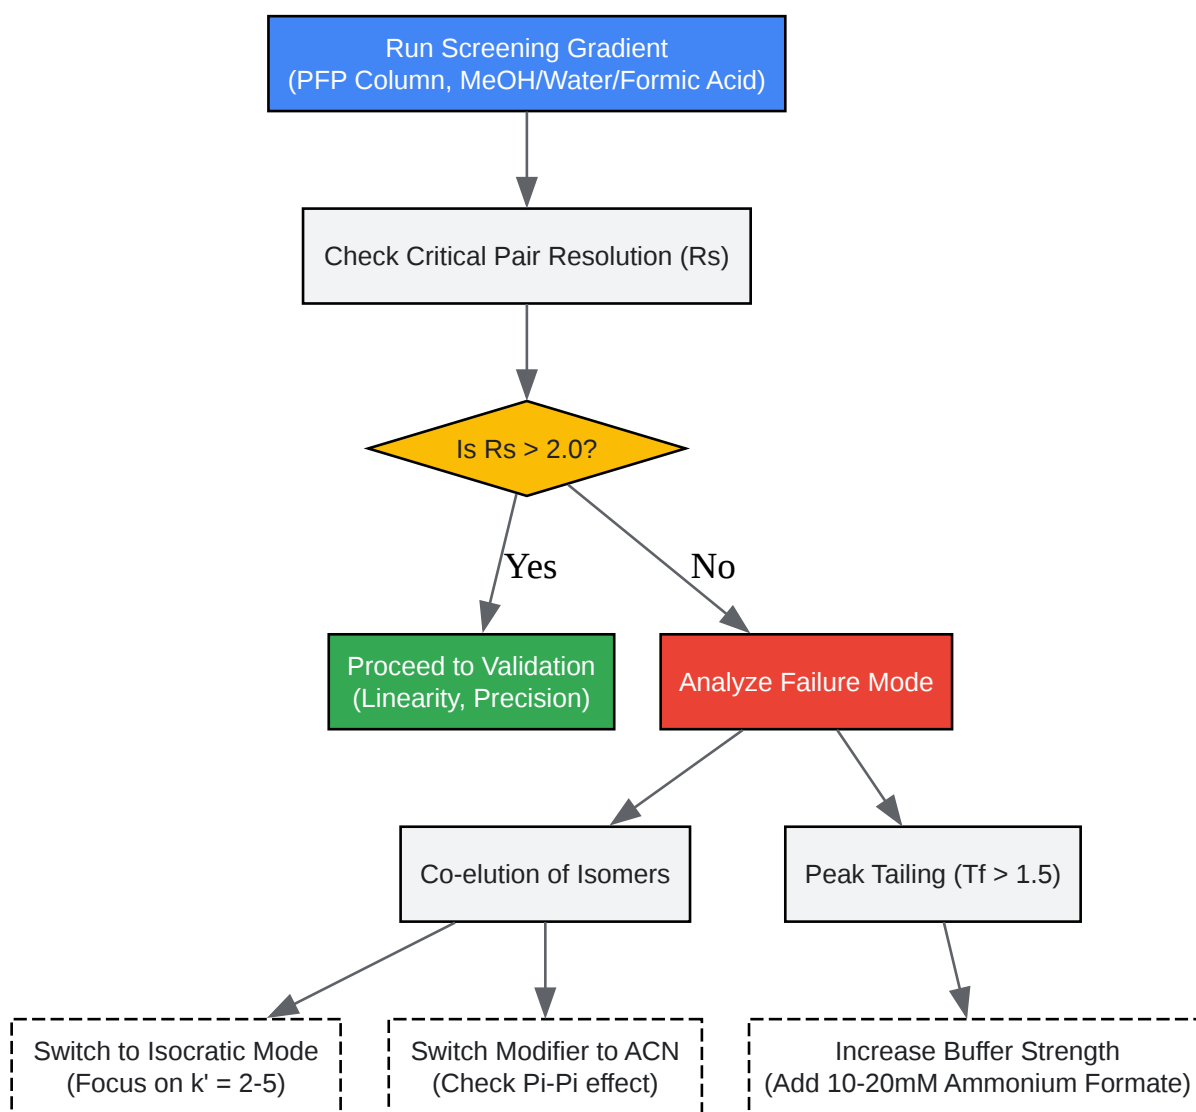 Run Screening Gradient
(PFP Column, MeOH/Water/Formic Acid)
Check Critical Pair Resolution (Rs)
Is Rs > 2.0?
Yes
No
Proceed to Validation
(Linearity, Precision)
Analyze Failure Mode
Co-elution of Isomers
Peak Tailing (Tf > 1.5)
Switch to Isocratic Mode
(Focus on k' = 2-5)
Switch Modifier to ACN
(Check Pi-Pi effect)
Increase Buffer Strength
(Add 10-20mM Ammonium Formate)